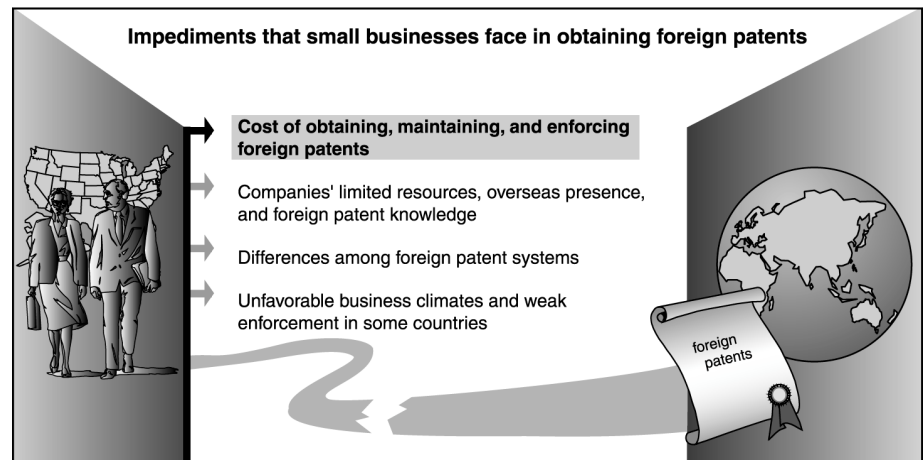 Impediments that small businesses face in obtaining foreign patents
Cost of obtaining, maintaining, and enforcing
foreign patents
Companies' limited resources, overseas presence,
and foreign patent knowledge
Differences among foreign patent systems
Unfavorable business climates and weak
enforcement in some countries
foreign
patents